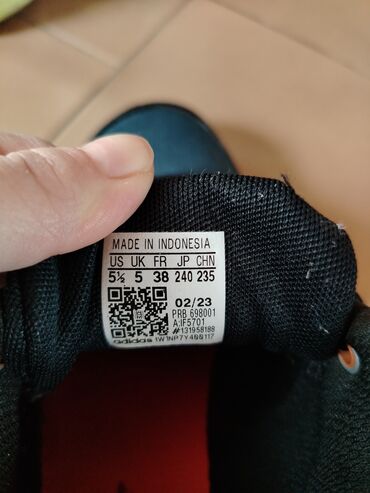 MADE IN INDONESIA
US UK FR JP CHN
5½ 5 38 240 235
02/23
PRB 698001
A:IF5701
#131958188
adidas 1W1NP7Y400117